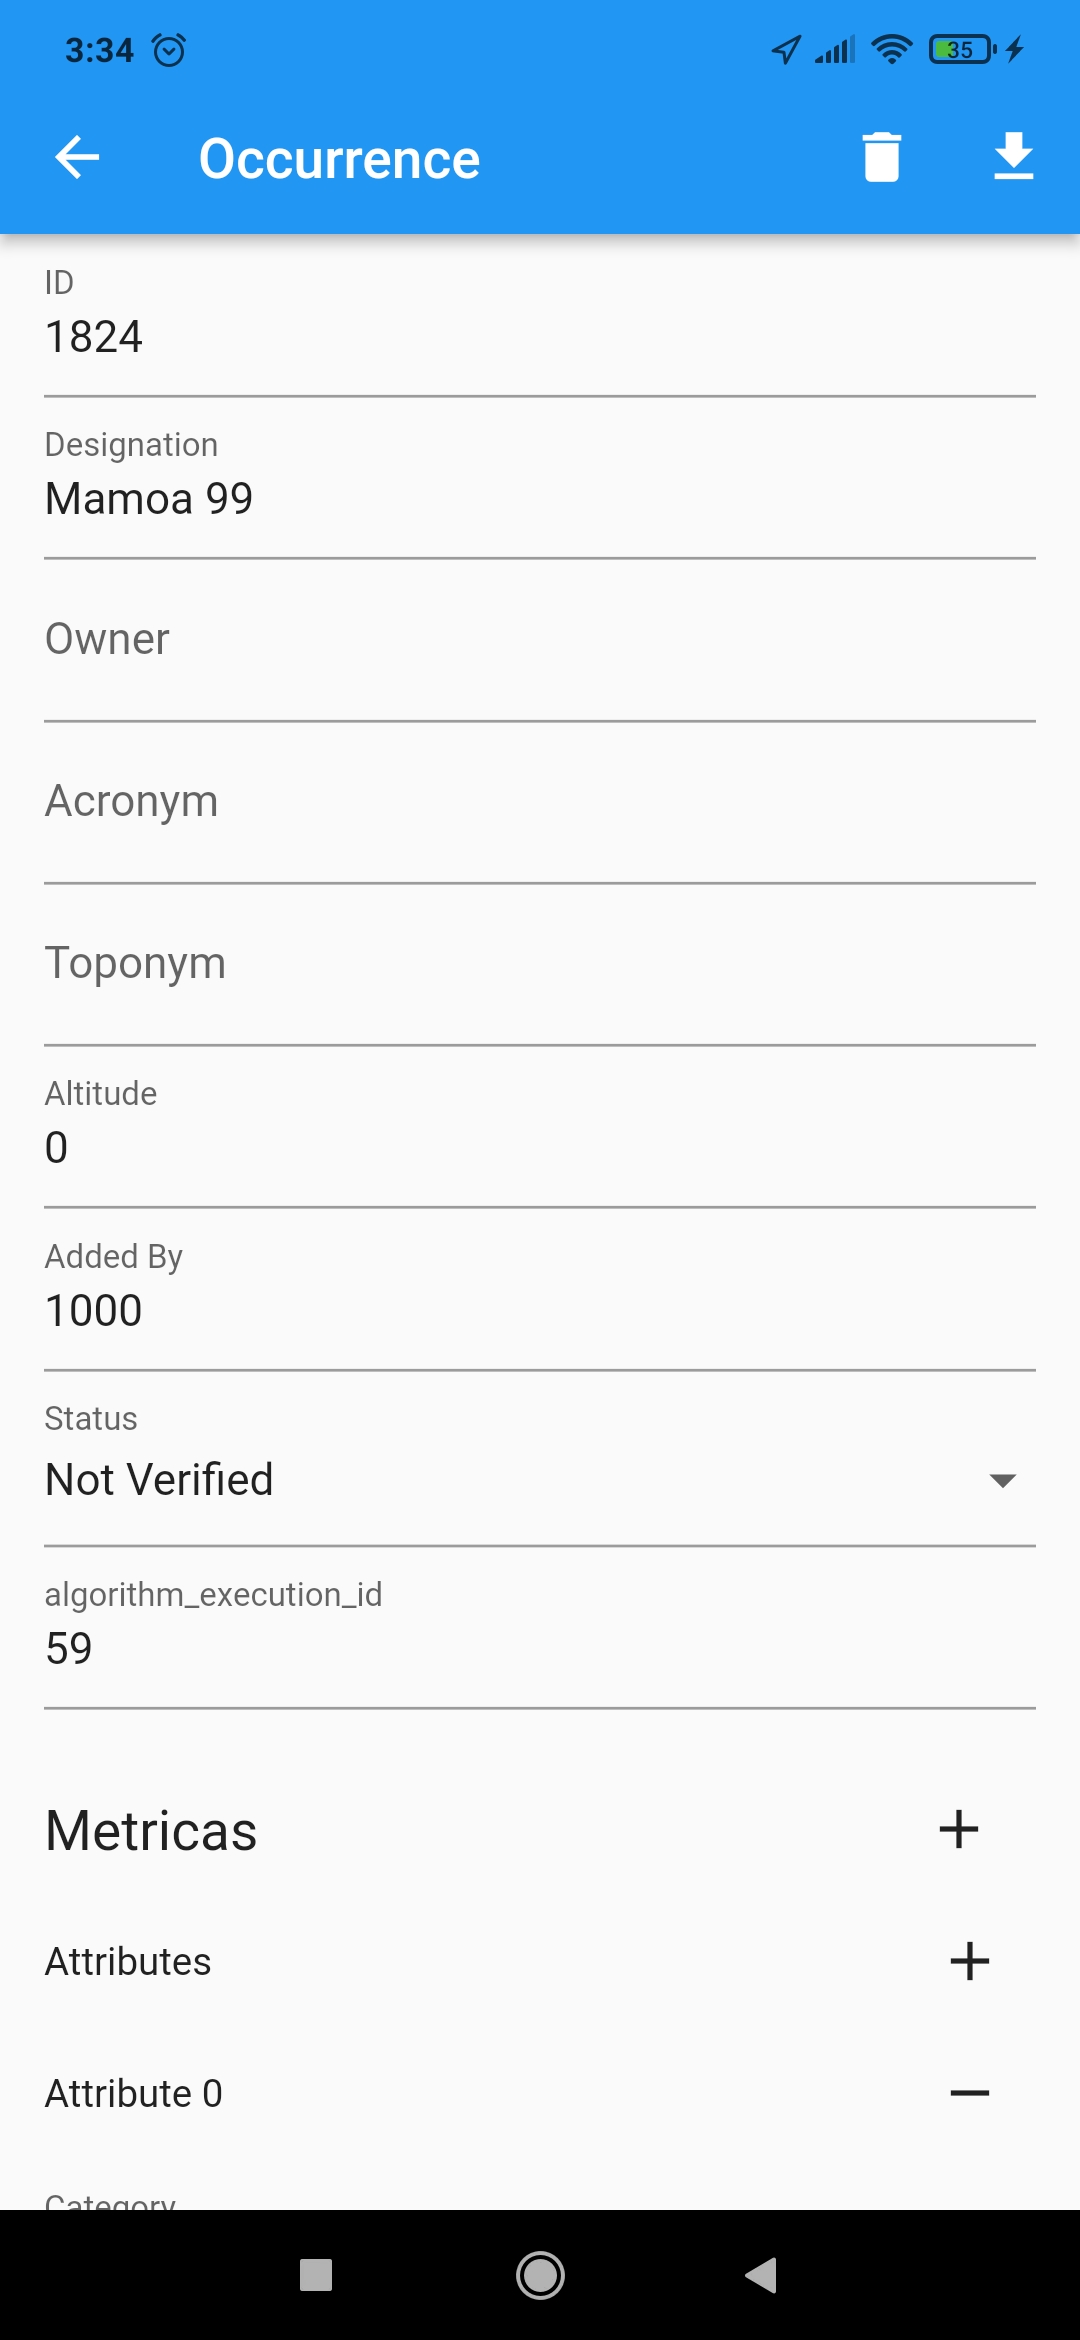 3:34
35
Occurrence
ID
1824
Designation
Mamoa 99
Owner
Acronym
Toponym
Altitude
0
Added By
1000
Status
Not Verified
algorithm_execution_id
59
Metricas
Attributes
Attribute 0
Category